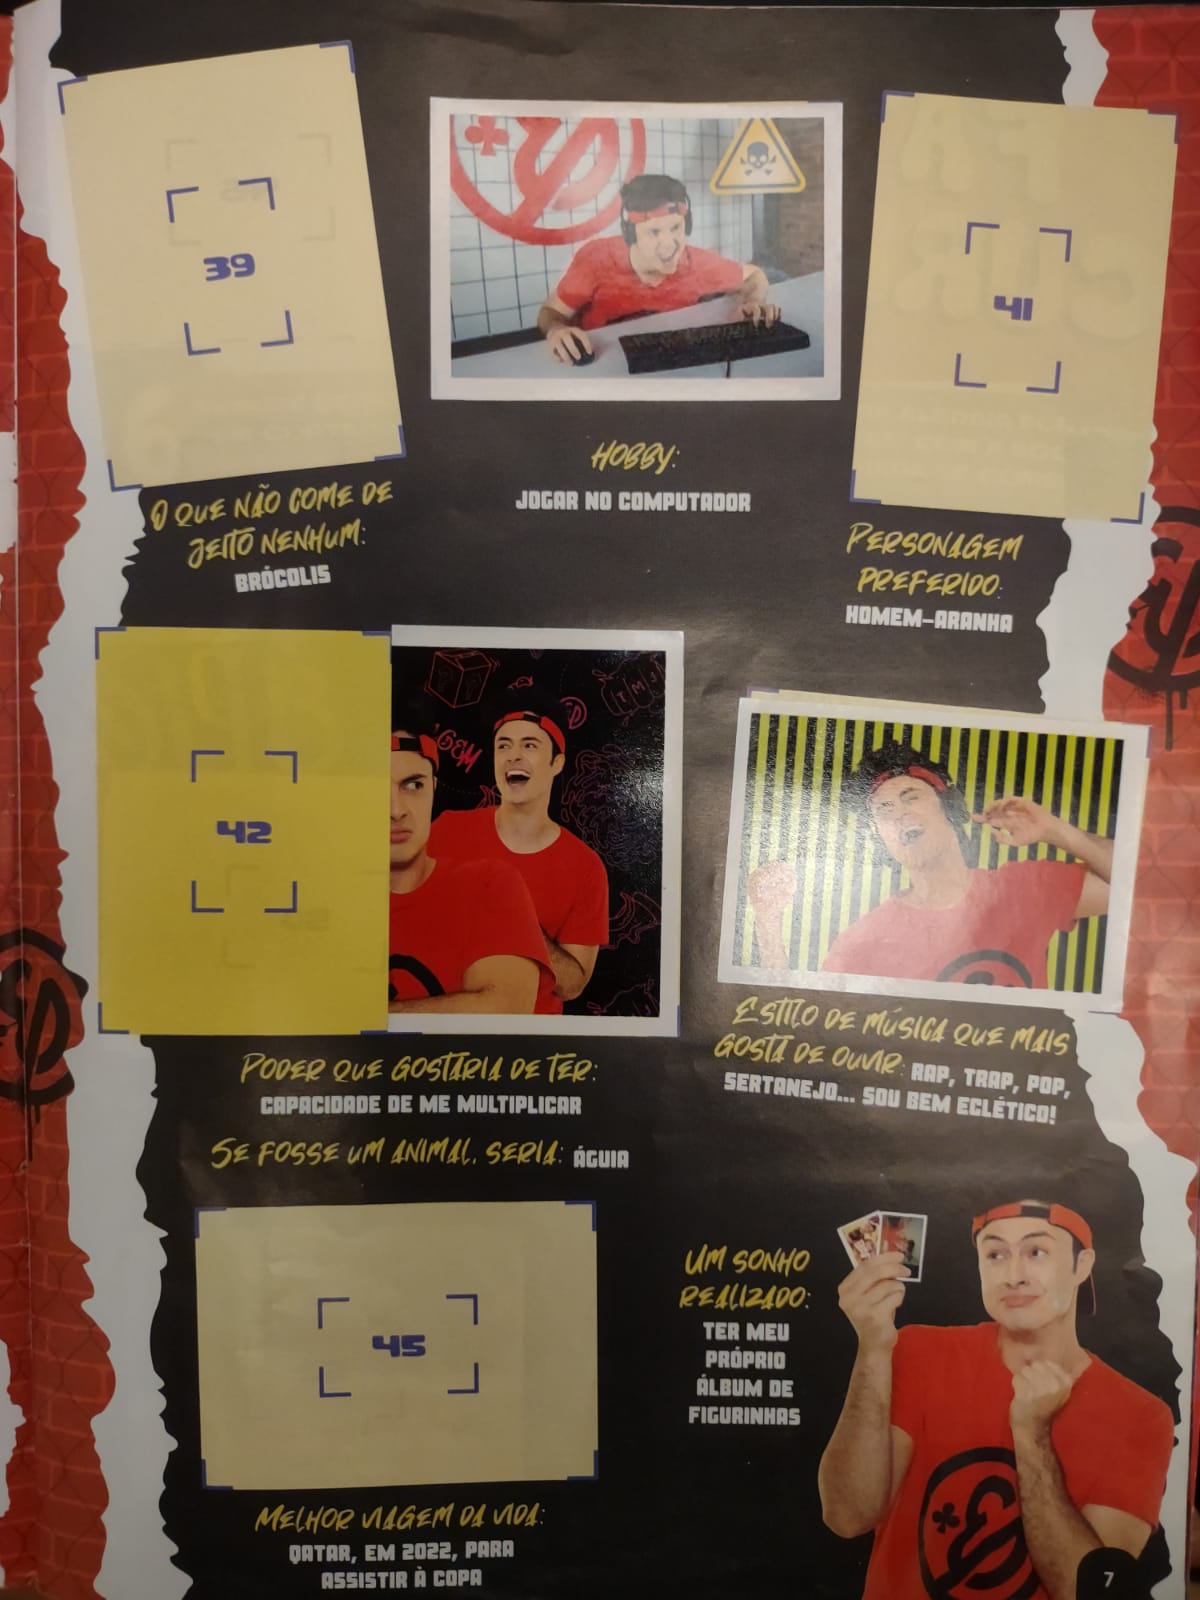 39
41
HOBBY:
JOGAR NO COMPUTADOR
O QUE NÃO COME DE
JEITO NENHUM:
BRÓCOLIS
PERSONAGEM
PREFERIDO:
HOMEM-ARANHA
42
ESTILO DE MÚSICA QUE MAIS
GOSTA DE OUVIR: RAP, TRAP, POP,
SERTANEJO... SOU BEM ECLÉTICO!
PODER QUE GOSTARIA DE TER:
CAPACIDADE DE ME MULTIPLICAR
SE FOSSE UM ANIMAL, SERIA: ÁGUIA
45
UM SONHO
REALIZADO:
TER MEU
PRÓPRIO
ÁLBUM DE
FIGURINHAS
MELHOR VIAGEM DA VIDA:
QATAR, EM 2022, PARA
ASSISTIR À COPA
7